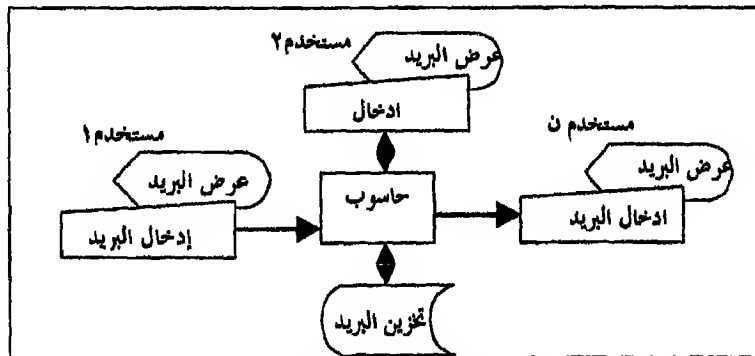 مستخدم٢
عرض البريد
ادخال
مستخدم ن
عرض البريد
ادخال البريد
مستخدم١
عرض البريد
إدخال البريد
حاسوب
تخزين البريد